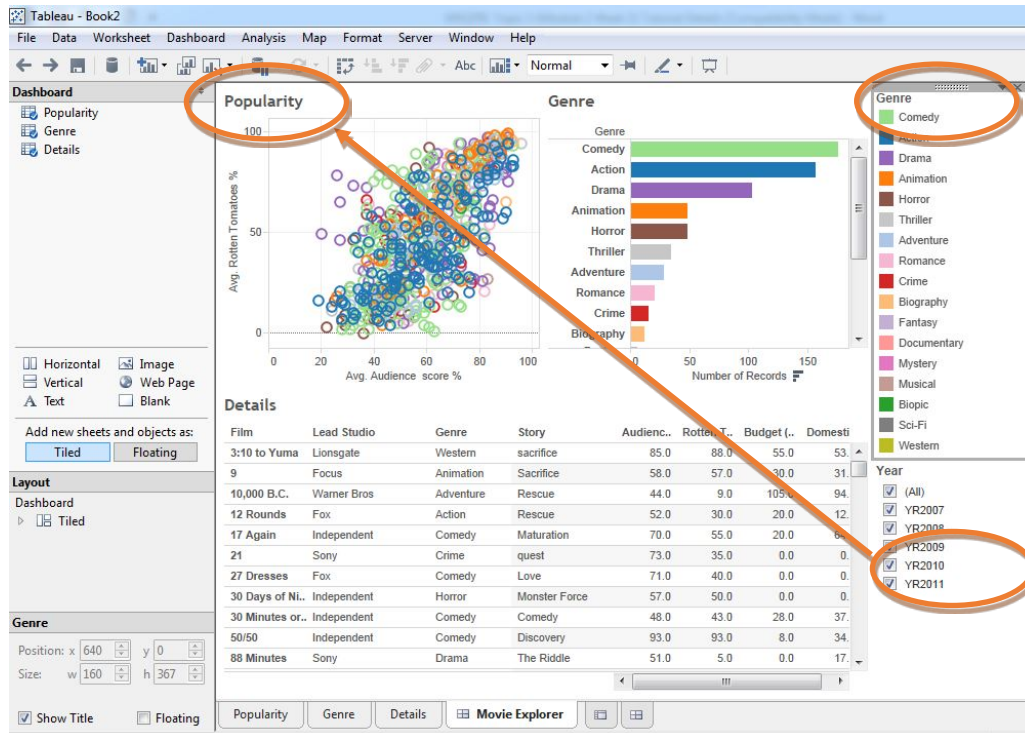 Tableau - Book2
File Data Worksheet Dashboard Analysis Map Format Server Window Help
Abc Normal
Dashboard
Popularity
Genre
Details
Horizontal Image
Vertical Web Page
A Text Blank
Add new sheets and objects as:
Tiled Floating
Layout
Dashboard
Tiled
Genre
Position: x 640 y 0
Size: w 160 h 367
Show Title Floating
Popularity
100
50
0
Avg. Rotten Tomatoes %
0 20 40 60 80 100
Avg. Audience score %
Genre
Genre
Comedy
Action
Drama
Animation
Horror
Thriller
Adventure
Romance
Crime
Biography
0 50 100 150
Number of Records
Details
Film Lead Studio Genre Story Audienc.. Rotten T.. Budget (.. Domesti
3:10 to Yuma Lionsgate Western sacrifice 85.0 88.0 55.0 53.
9 Focus Animation Sacrifice 58.0 57.0 30.0 31.
10,000 B.C. Warner Bros Adventure Rescue 44.0 9.0 105.0 94.
12 Rounds Fox Action Rescue 52.0 30.0 20.0 12.
17 Again Independent Comedy Maturation 70.0 55.0 20.0
21 Sony Crime quest 73.0 35.0 0.0 0.
27 Dresses Fox Comedy Love 71.0 40.0 0.0 0.
30 Days of Ni.. Independent Horror Monster Force 57.0 50.0 0.0 0.
30 Minutes or.. Independent Comedy Comedy 48.0 43.0 28.0 37.
50/50 Independent Comedy Discovery 93.0 93.0 8.0 34.
88 Minutes Sony Drama The Riddle 51.0 5.0 0.0 17.
Genre
Comedy
Action
Drama
Animation
Horror
Thriller
Adventure
Romance
Crime
Biography
Fantasy
Documentary
Mystery
Musical
Biopic
Sci-Fi
Western
Year
(All)
YR2007
YR2008
YR2009
YR2010
YR2011
Popularity Genre Details Movie Explorer